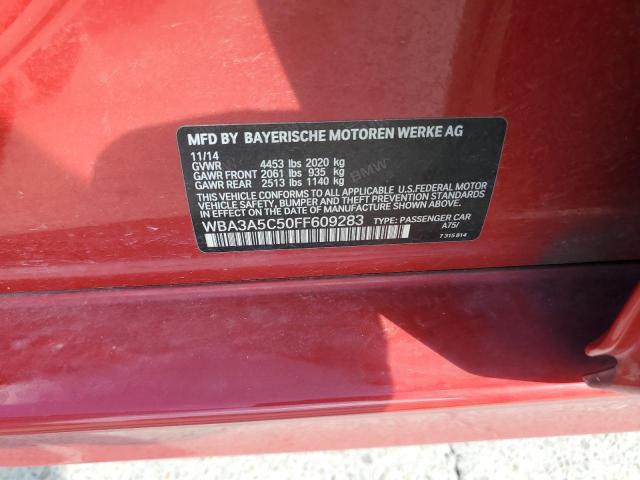 MFD BY BAYERISCHE MOTOREN WERKE AG
11/14
GVWR 4453 lbs 2020 kg
GAWR FRONT 2061 lbs 935 kg
GAWR REAR 2513 lbs 1140 kg
BMW
THIS VEHICLE CONFORMS TO ALL APPLICABLE U.S.FEDERAL MOTOR
VEHICLE SAFETY, BUMPER AND THEFT PREVENTION STANDARDS IN
EFFECT ON THE DATE OF MANUFACTURE SHOWN ABOVE.
WBA3A5C50FF609283 TYPE: PASSENGER CAR
A75/
7 315 814